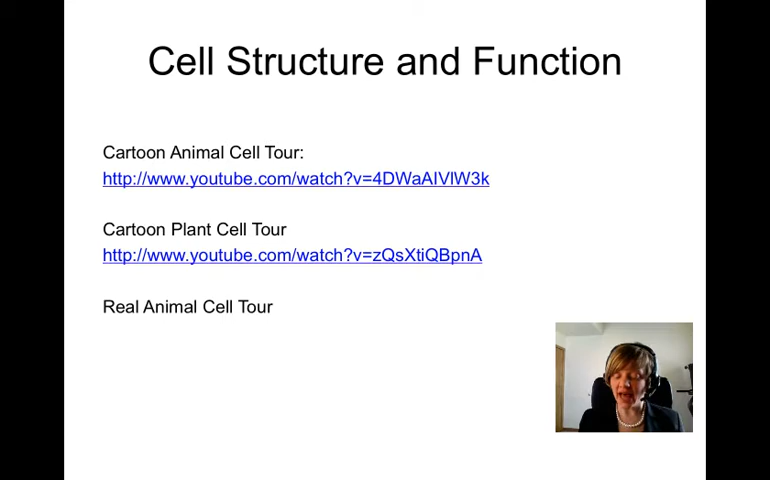 Cell Structure and Function
Cartoon Animal Cell Tour:
http://www.youtube.com/watch?v=4DWaAIVlW3k
Cartoon Plant Cell Tour
http://www.youtube.com/watch?v=zQsXtiQBpnA
Real Animal Cell Tour